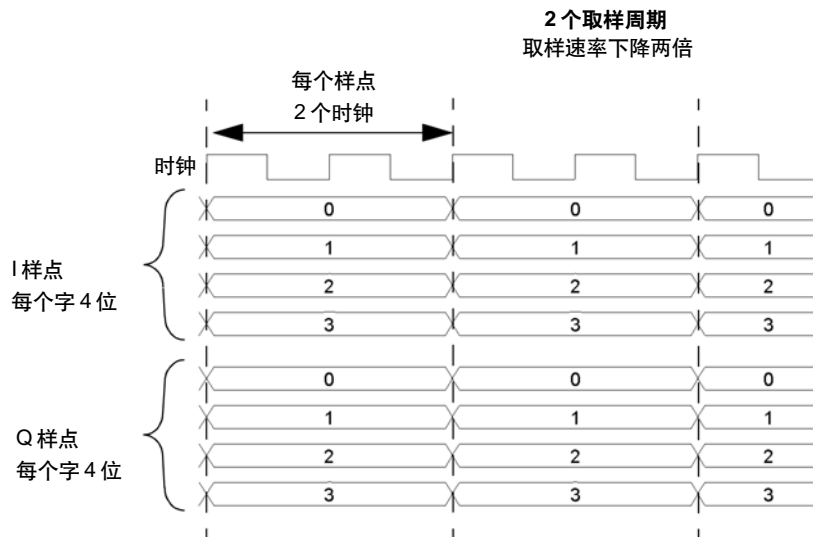 2 个取样周期
取样速率下降两倍
每个样点
2 个时钟
时钟
I 样点
每个字 4 位
0 0 0
1 1 1
2 2 2
3 3 3
Q 样点
每个字 4 位
0 0 0
1 1 1
2 2 2
3 3 3